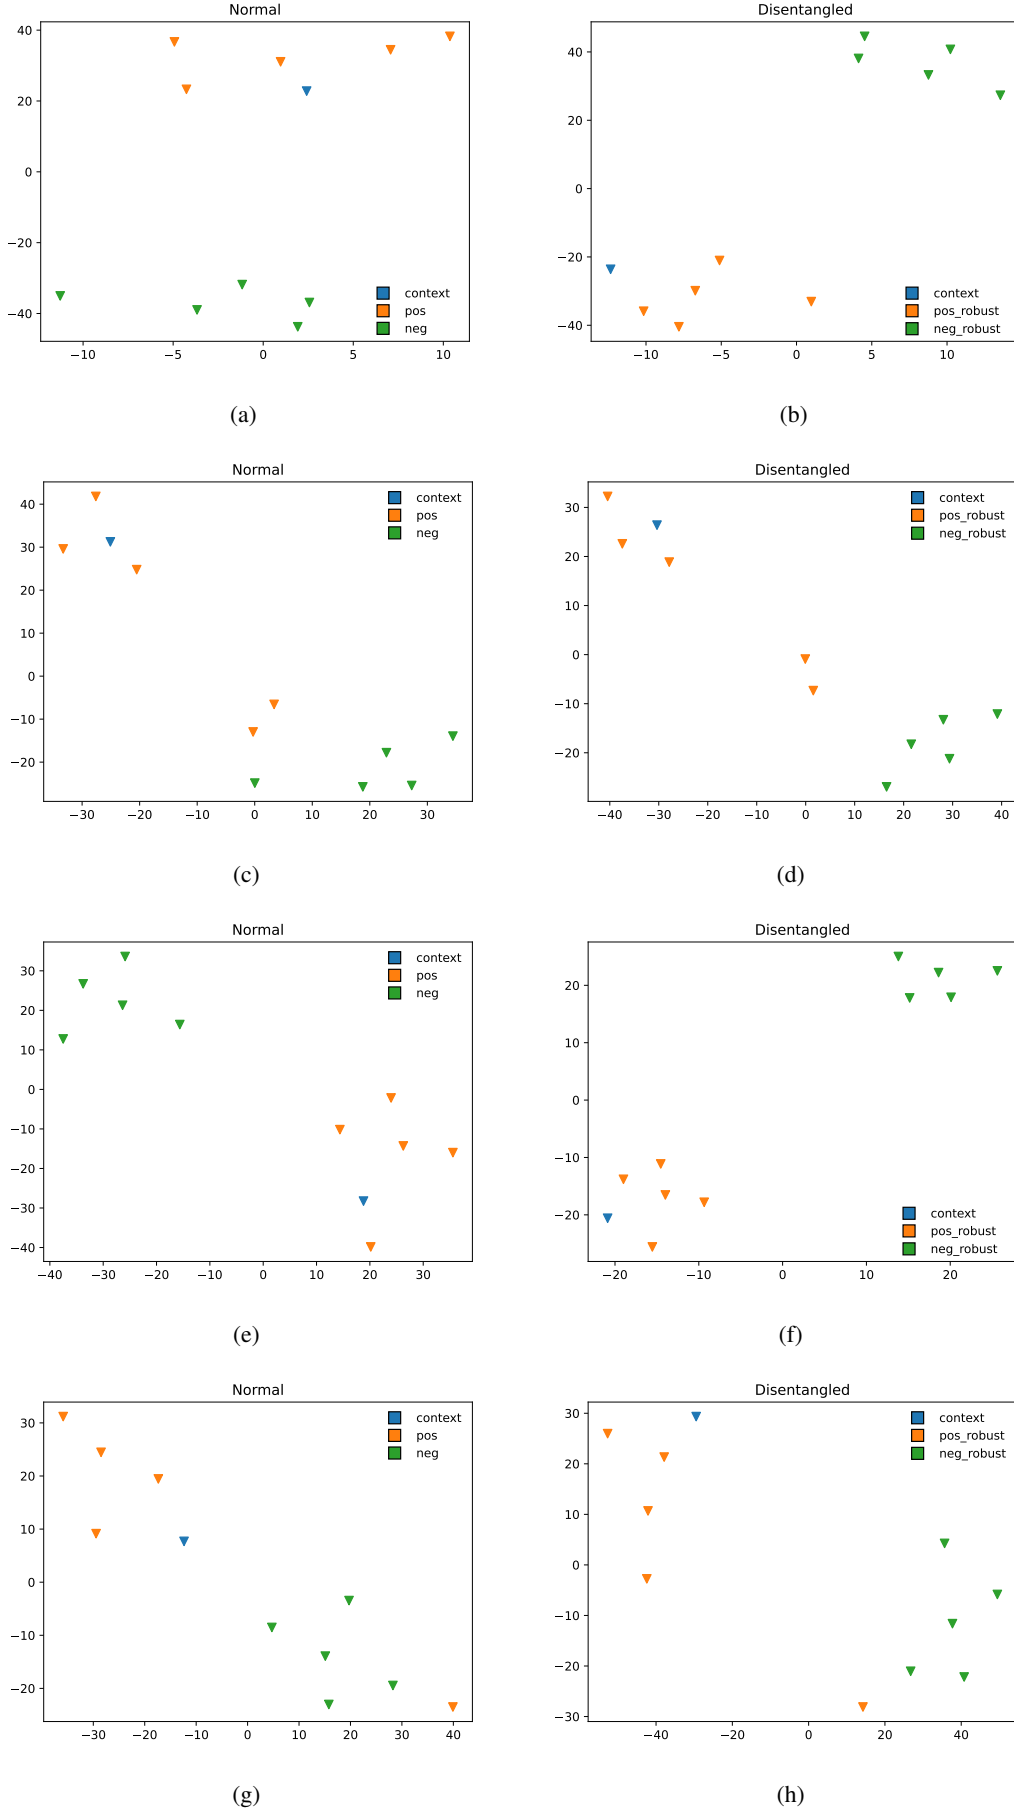 Normal
40
20
0
−20
−40
−10
−5
0
5
10
context
pos
neg
(a)
Disentangled
40
20
0
−20
−40
−10
−5
0
5
10
context
pos_robust
neg_robust
(b)
Normal
40
30
20
10
0
−10
−20
−30
−20
−10
0
10
20
30
context
pos
neg
(c)
Disentangled
30
20
10
0
−10
−20
−40
−30
−20
−10
0
10
20
30
40
context
pos_robust
neg_robust
(d)
Normal
30
20
10
0
−10
−20
−30
−40
−40
−30
−20
−10
0
10
20
30
context
pos
neg
(e)
Disentangled
20
10
0
−10
−20
−20
−10
0
10
20
context
pos_robust
neg_robust
(f)
Normal
30
20
10
0
−10
−20
−30
−20
−10
0
10
20
30
40
context
pos
neg
(g)
Disentangled
30
20
10
0
−10
−20
−30
−40
−20
0
20
40
context
pos_robust
neg_robust
(h)